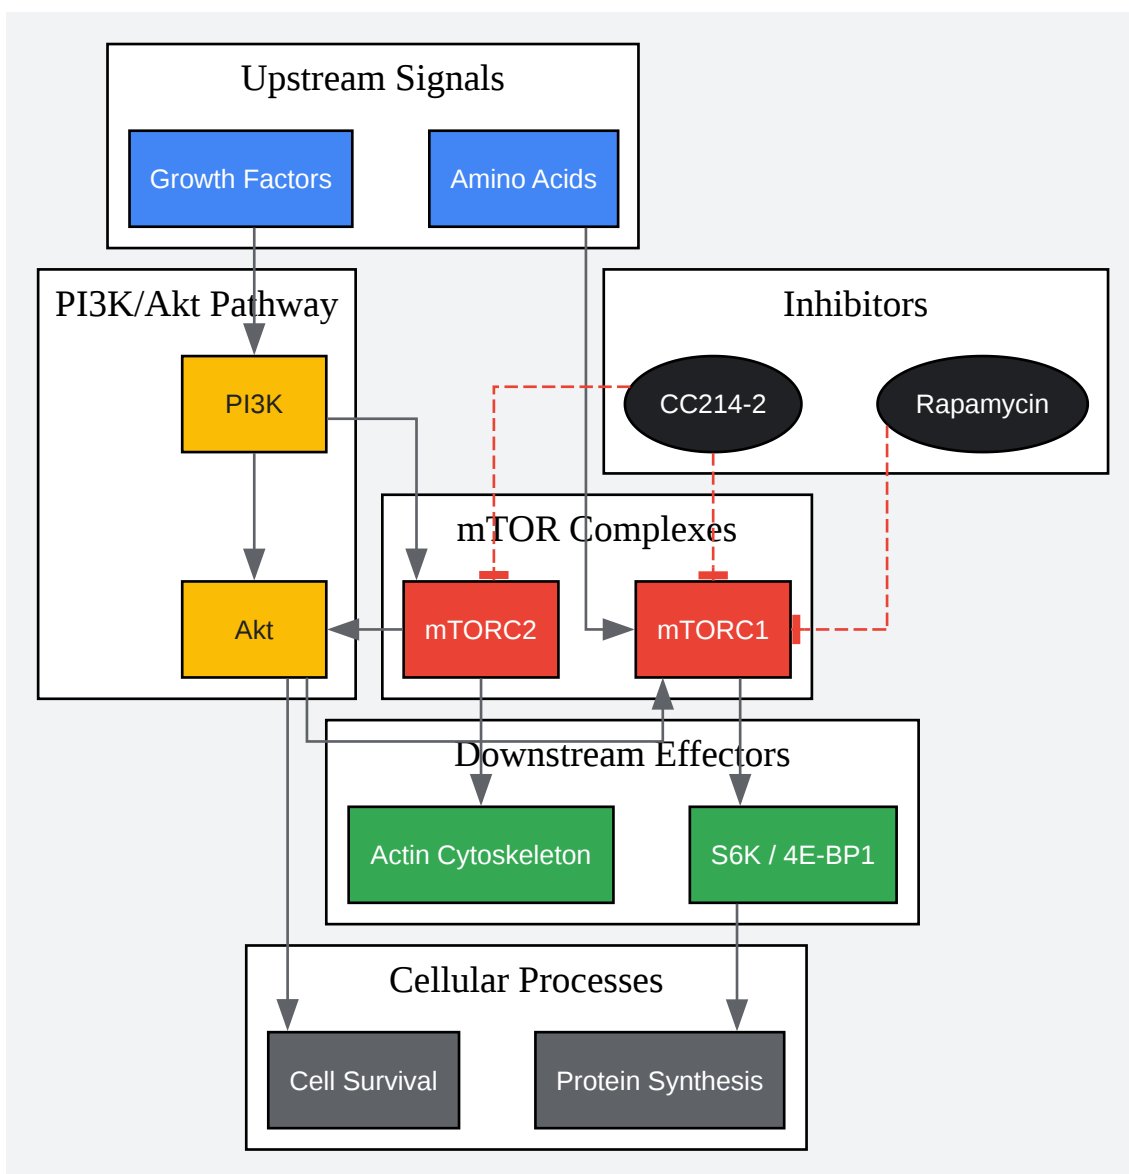 Upstream Signals
Growth Factors
Amino Acids
PI3K/Akt Pathway
Inhibitors
PI3K
CC214-2
Rapamycin
mTOR Complexes
Akt
mTORC2
mTORC1
Downstream Effectors
Actin Cytoskeleton
S6K / 4E-BP1
Cellular Processes
Cell Survival
Protein Synthesis